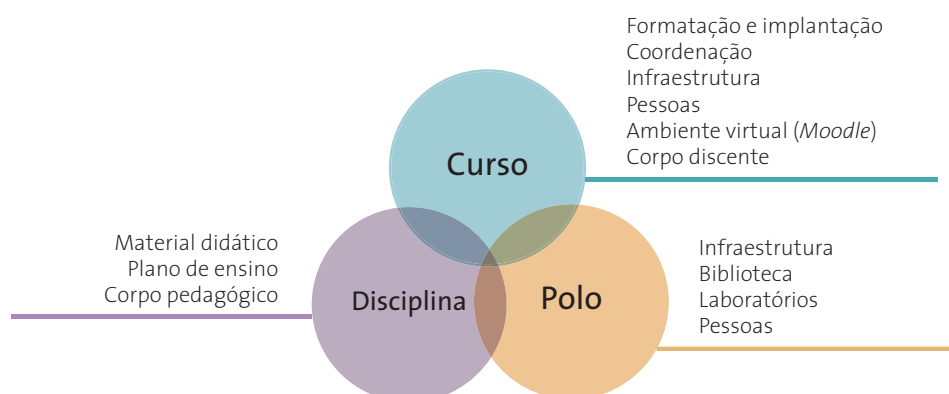 Formatação e implantação
Coordenação
Infraestrutura
Pessoas
Ambiente virtual (Moodle)
Corpo discente
Curso
Material didático
Plano de ensino
Corpo pedagógico
Disciplina
Polo
Infraestrutura
Biblioteca
Laboratórios
Pessoas